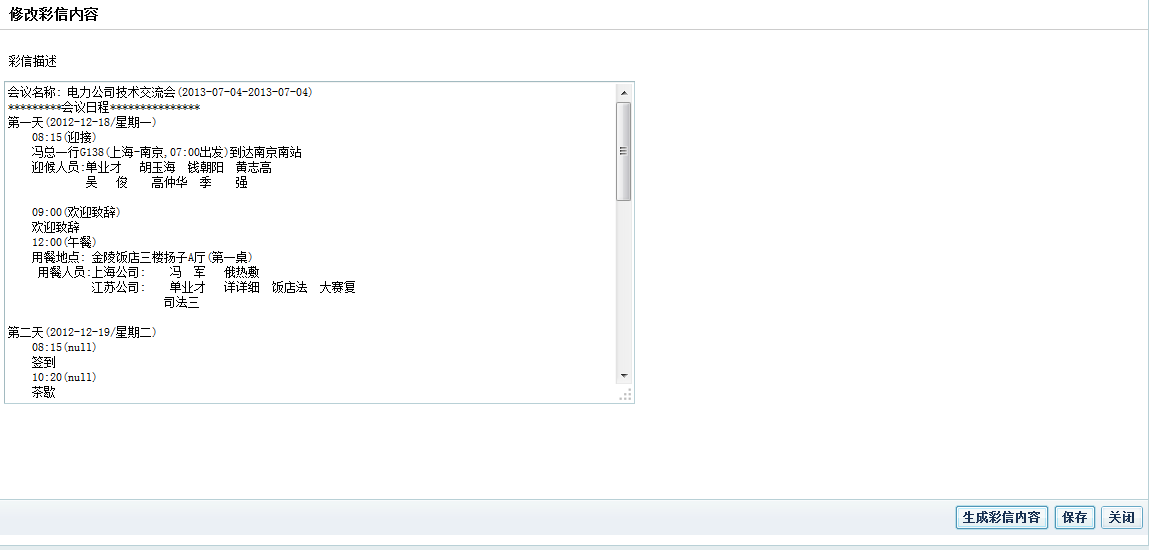 修改彩信内容
彩信描述
会议名称: 电力公司技术交流会(2013-07-04-2013-07-04)
*********会议日程***************
第一天(2012-12-18/星期一)
08:15(迎接)
冯总一行G138(上海-南京,07:00出发)到达南京南站
迎候人员:单业才 胡玉海 钱朝阳 黄志高
吴 俊 高仲华 季 强
09:00(欢迎致辞)
欢迎致辞
12:00(午餐)
用餐地点: 金陵饭店三楼扬子A厅(第一桌)
用餐人员:上海公司: 冯 军 俄热敷
江苏公司: 单业才 详详细 饭店法 大赛复
司法三
第二天(2012-12-19/星期二)
08:15(null)
签到
10:20(null)
茶歇
生成彩信内容 保存 关闭